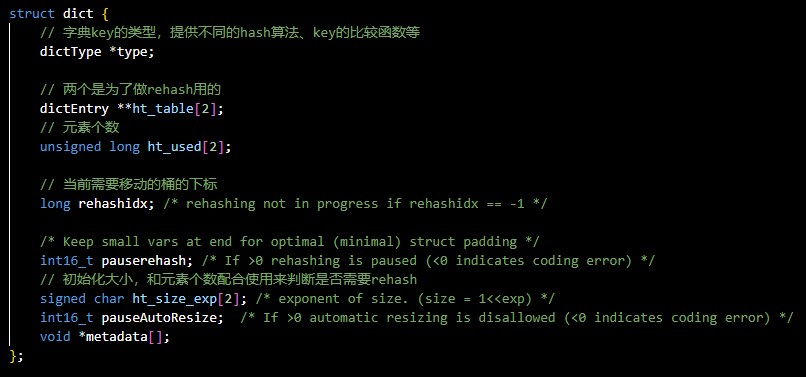 struct dict {
    // 字典key的类型，提供不同的hash算法、key的比较函数等
    dictType *type;

    // 两个是为了做rehash用的
    dictEntry **ht_table[2];
    // 元素个数
    unsigned long ht_used[2];

    // 当前需要移动的桶的下标
    long rehashidx; /* rehashing not in progress if rehashidx == -1 */

    /* Keep small vars at end for optimal (minimal) struct padding */
    int16_t pauserehash; /* If >0 rehashing is paused (<0 indicates coding error) */
    // 初始化大小，和元素个数配合使用来判断是否需要rehash
    signed char ht_size_exp[2]; /* exponent of size. (size = 1<<exp) */
    int16_t pauseAutoResize;  /* If >0 automatic resizing is disallowed (<0 indicates coding error) */
    void *metadata[];
};